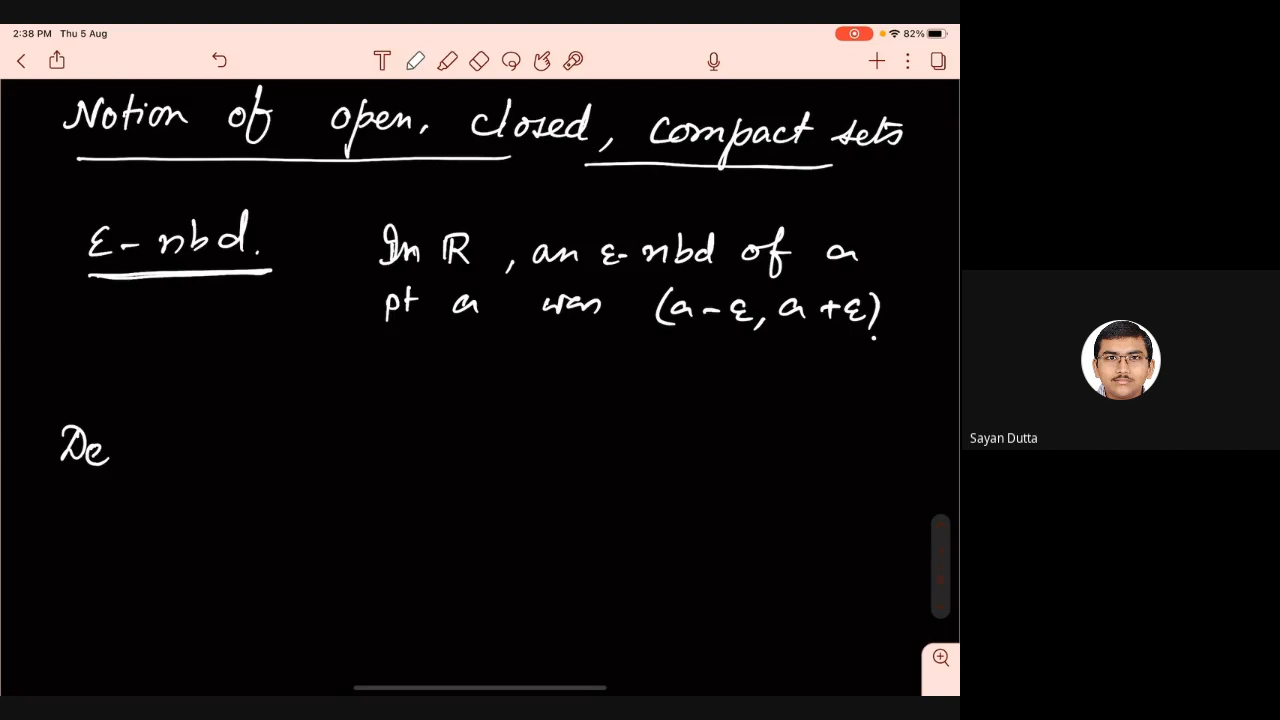 2:38 PM Thu 5 Aug
82%
Notion of open, closed, compact sets
ε-nbd. In ℝ, an ε-nbd of a
pt a was (a-ε, a+ε).
De
Sayan Dutta